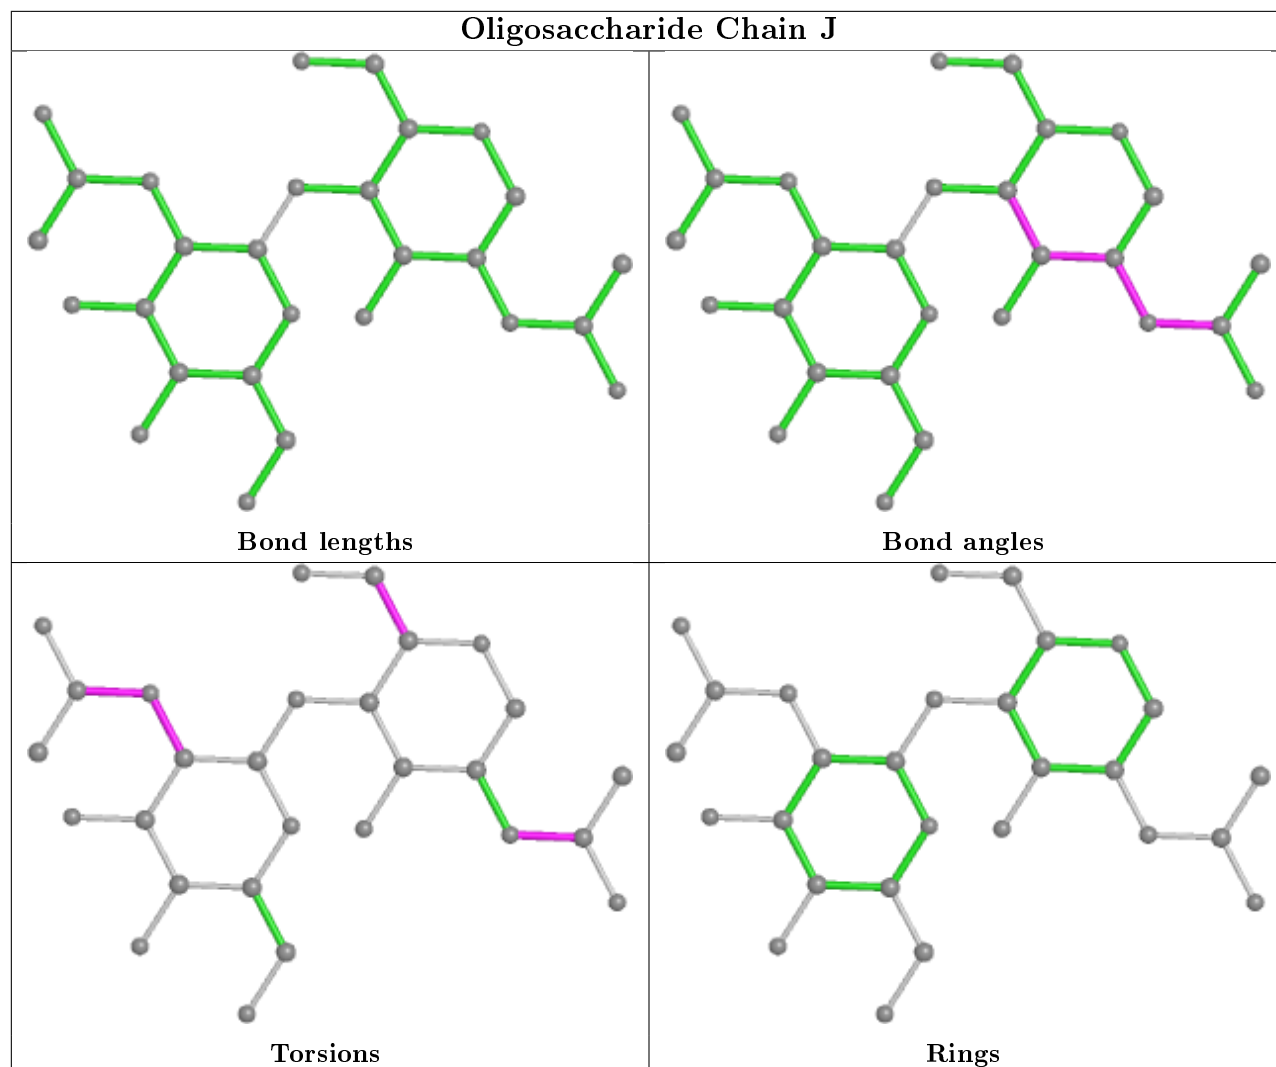 Oligosaccharide Chain J
Bond lengths
Bond angles
Torsions
Rings